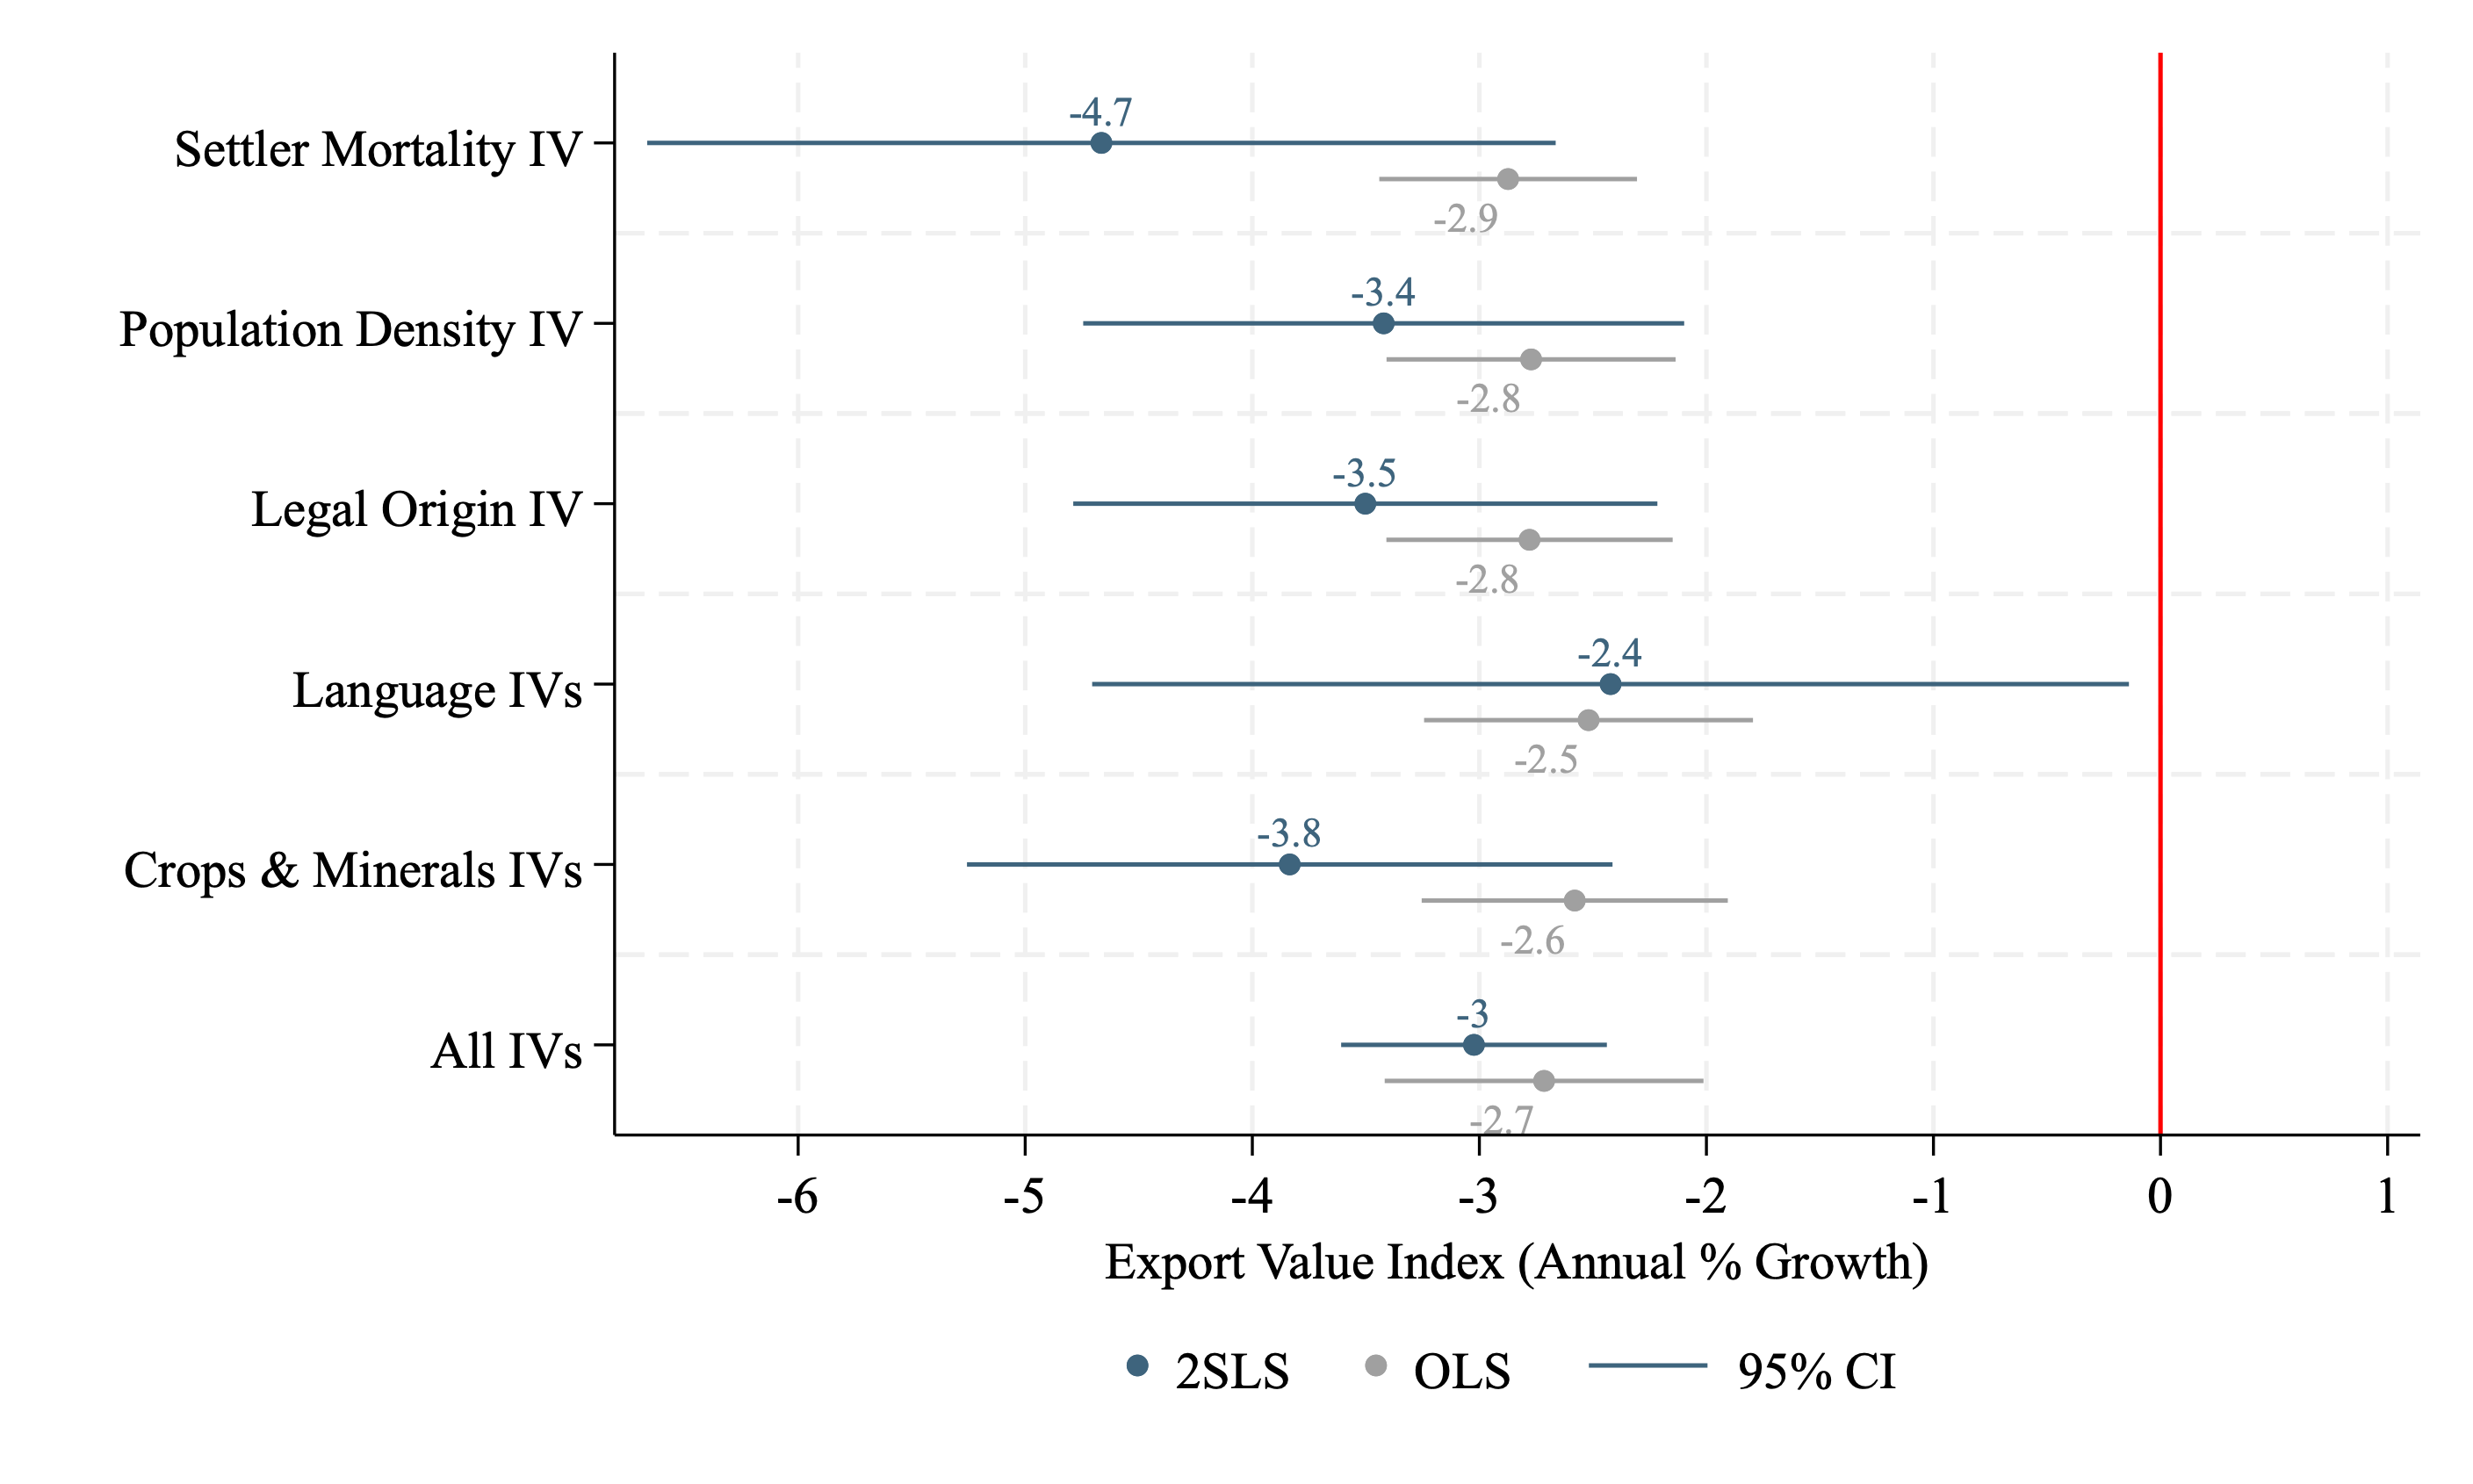 -4.7
Settler Mortality IV
-2.9
-3.4
Population Density IV
-2.8
-3.5
Legal Origin IV
-2.8
-2.4
Language IVs
-2.5
-3.8
Crops & Minerals IVs
-2.6
-3
All IVs
-2.7
-6 -5 -4 -3 -2 -1 0 1
Export Value Index (Annual % Growth)
2SLS OLS 95% CI